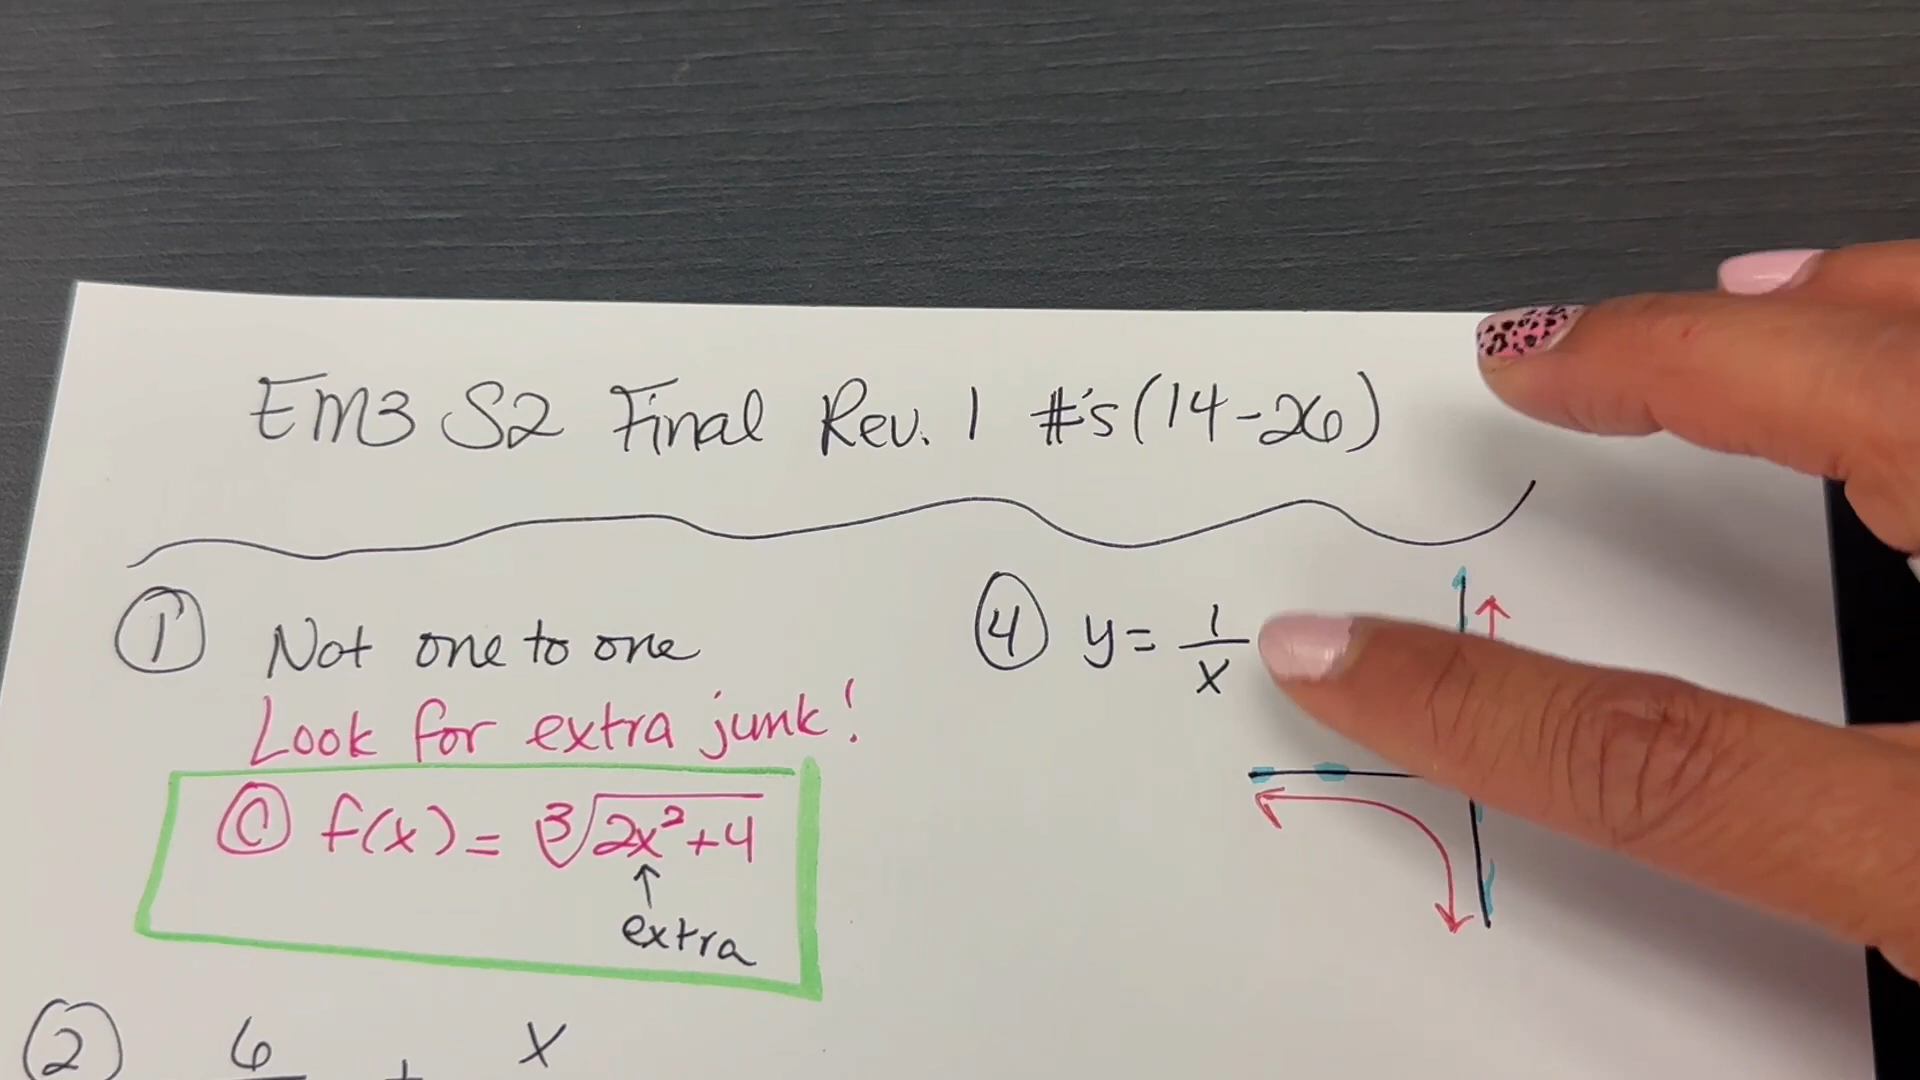 EM3 S2 Final Rev. 1 #'s (14-26)
① Not one to one
Look for extra junk!
Ⓒ f(x) = ∛(2x²+4)
↑
extra
② 6 + x
④ y = 1/x